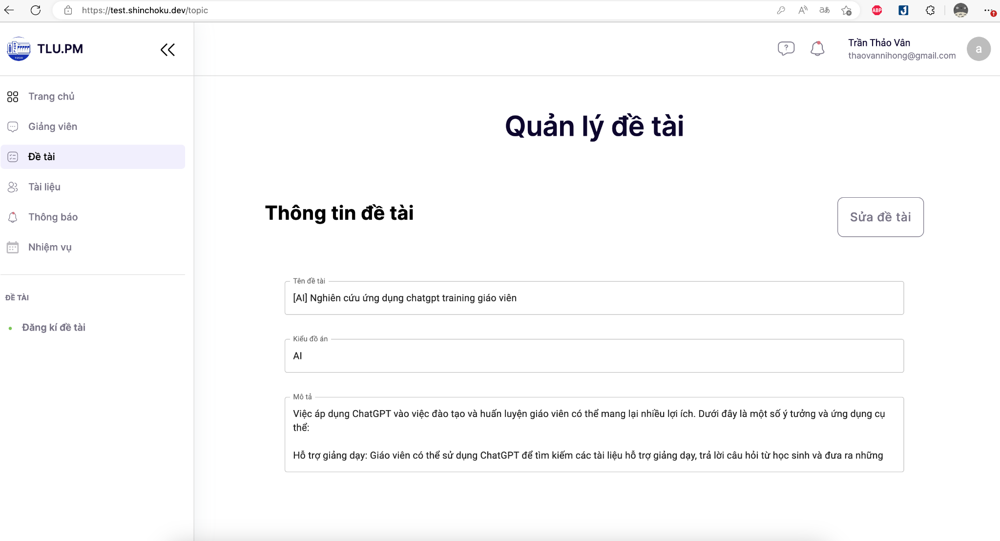 https://test.shinchoku.dev/topic
TLU.PM
Trần Thảo Vân
thaovannihong@gmail.com
a
Trang chủ
Giảng viên
Đề tài
Tài liệu
Thông báo
Nhiệm vụ
ĐỀ TÀI
Đăng kí đề tài
Quản lý đề tài
Thông tin đề tài
Sửa đề tài
Tên đề tài
[AI] Nghiên cứu ứng dụng chatgpt training giáo viên
Kiểu đồ án
AI
Mô tả
Việc áp dụng ChatGPT vào việc đào tạo và huấn luyện giáo viên có thể mang lại nhiều lợi ích. Dưới đây là một số ý tưởng và ứng dụng cụ
thể:
Hỗ trợ giảng dạy: Giáo viên có thể sử dụng ChatGPT để tìm kiếm các tài liệu hỗ trợ giảng dạy, trả lời câu hỏi từ học sinh và đưa ra những